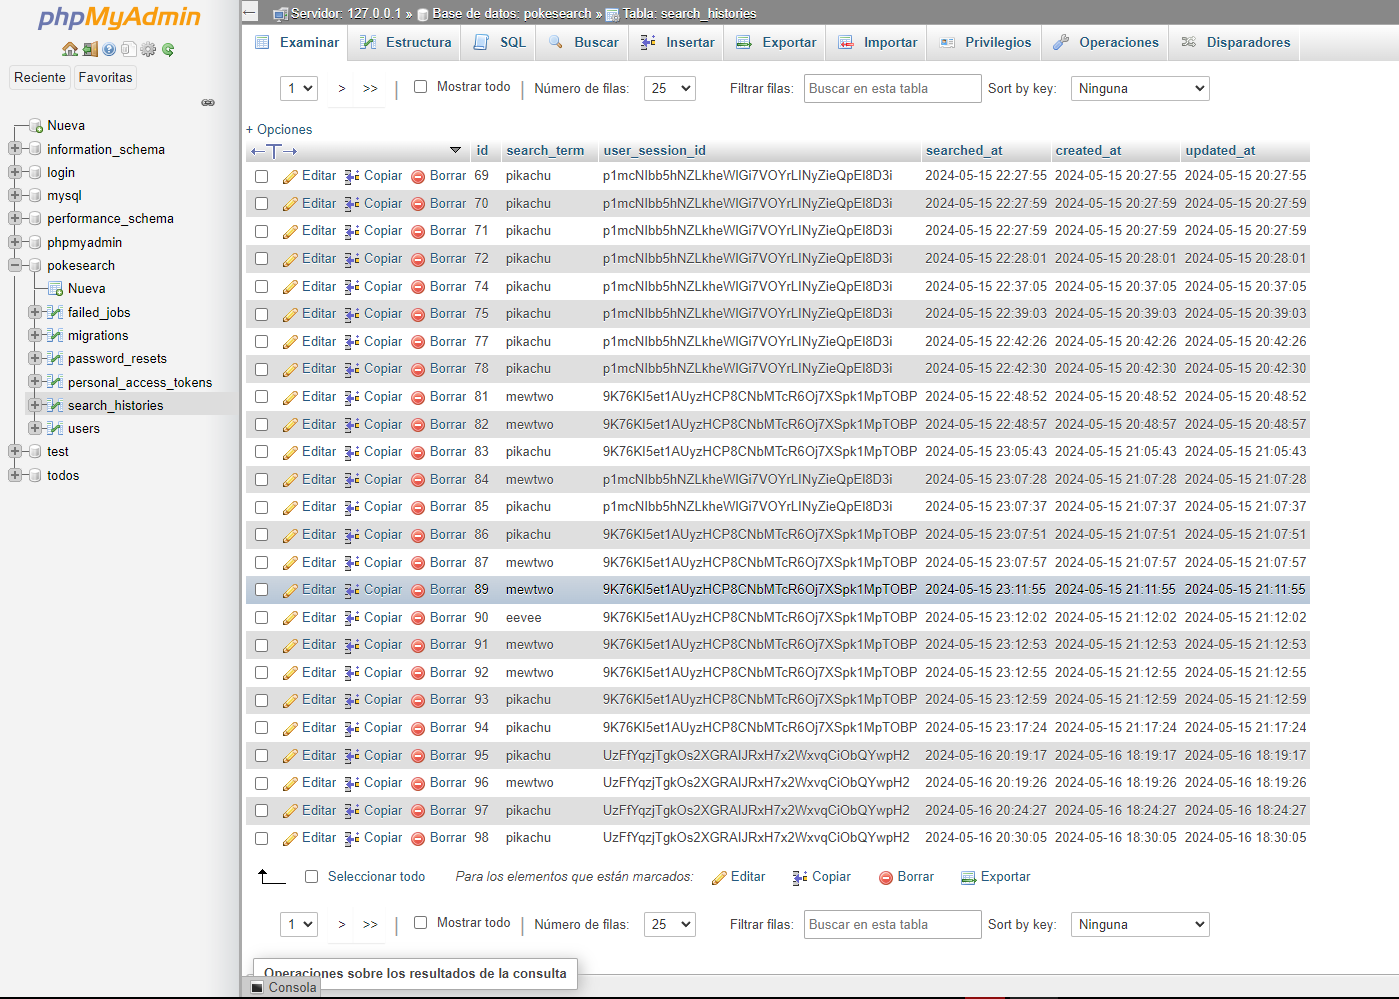 phpMyAdmin
Reciente Favoritas
Nueva
information_schema
login
mysql
performance_schema
phpmyadmin
pokesearch
Nueva
failed_jobs
migrations
password_resets
personal_access_tokens
search_histories
users
test
todos
Servidor: 127.0.0.1 » Base de datos: pokesearch » Tabla: search_histories
Examinar Estructura SQL Buscar Insertar Exportar Importar Privilegios Operaciones Disparadores
1 > >> | Mostrar todo | Número de filas: 25 Filtrar filas: Buscar en esta tabla Sort by key: Ninguna
+ Opciones
←T→ id search_term user_session_id searched_at created_at updated_at
Editar Copiar Borrar 69 pikachu p1mcNIbb5hNZLkheWIGi7VOYrLINyZieQpEI8D3i 2024-05-15 22:27:55 2024-05-15 20:27:55 2024-05-15 20:27:55
Editar Copiar Borrar 70 pikachu p1mcNIbb5hNZLkheWIGi7VOYrLINyZieQpEI8D3i 2024-05-15 22:27:59 2024-05-15 20:27:59 2024-05-15 20:27:59
Editar Copiar Borrar 71 pikachu p1mcNIbb5hNZLkheWIGi7VOYrLINyZieQpEI8D3i 2024-05-15 22:27:59 2024-05-15 20:27:59 2024-05-15 20:27:59
Editar Copiar Borrar 72 pikachu p1mcNIbb5hNZLkheWIGi7VOYrLINyZieQpEI8D3i 2024-05-15 22:28:01 2024-05-15 20:28:01 2024-05-15 20:28:01
Editar Copiar Borrar 74 pikachu p1mcNIbb5hNZLkheWIGi7VOYrLINyZieQpEI8D3i 2024-05-15 22:37:05 2024-05-15 20:37:05 2024-05-15 20:37:05
Editar Copiar Borrar 75 pikachu p1mcNIbb5hNZLkheWIGi7VOYrLINyZieQpEI8D3i 2024-05-15 22:39:03 2024-05-15 20:39:03 2024-05-15 20:39:03
Editar Copiar Borrar 77 pikachu p1mcNIbb5hNZLkheWIGi7VOYrLINyZieQpEI8D3i 2024-05-15 22:42:26 2024-05-15 20:42:26 2024-05-15 20:42:26
Editar Copiar Borrar 78 pikachu p1mcNIbb5hNZLkheWIGi7VOYrLINyZieQpEI8D3i 2024-05-15 22:42:30 2024-05-15 20:42:30 2024-05-15 20:42:30
Editar Copiar Borrar 81 mewtwo 9K76KI5et1AUyzHCP8CNbMTcR6Oj7XSpk1MpTOBP 2024-05-15 22:48:52 2024-05-15 20:48:52 2024-05-15 20:48:52
Editar Copiar Borrar 82 mewtwo 9K76KI5et1AUyzHCP8CNbMTcR6Oj7XSpk1MpTOBP 2024-05-15 22:48:57 2024-05-15 20:48:57 2024-05-15 20:48:57
Editar Copiar Borrar 83 pikachu 9K76KI5et1AUyzHCP8CNbMTcR6Oj7XSpk1MpTOBP 2024-05-15 23:05:43 2024-05-15 21:05:43 2024-05-15 21:05:43
Editar Copiar Borrar 84 mewtwo p1mcNIbb5hNZLkheWIGi7VOYrLINyZieQpEI8D3i 2024-05-15 23:07:28 2024-05-15 21:07:28 2024-05-15 21:07:28
Editar Copiar Borrar 85 pikachu p1mcNIbb5hNZLkheWIGi7VOYrLINyZieQpEI8D3i 2024-05-15 23:07:37 2024-05-15 21:07:37 2024-05-15 21:07:37
Editar Copiar Borrar 86 pikachu 9K76KI5et1AUyzHCP8CNbMTcR6Oj7XSpk1MpTOBP 2024-05-15 23:07:51 2024-05-15 21:07:51 2024-05-15 21:07:51
Editar Copiar Borrar 87 mewtwo 9K76KI5et1AUyzHCP8CNbMTcR6Oj7XSpk1MpTOBP 2024-05-15 23:07:57 2024-05-15 21:07:57 2024-05-15 21:07:57
Editar Copiar Borrar 89 mewtwo 9K76KI5et1AUyzHCP8CNbMTcR6Oj7XSpk1MpTOBP 2024-05-15 23:11:55 2024-05-15 21:11:55 2024-05-15 21:11:55
Editar Copiar Borrar 90 eevee 9K76KI5et1AUyzHCP8CNbMTcR6Oj7XSpk1MpTOBP 2024-05-15 23:12:02 2024-05-15 21:12:02 2024-05-15 21:12:02
Editar Copiar Borrar 91 mewtwo 9K76KI5et1AUyzHCP8CNbMTcR6Oj7XSpk1MpTOBP 2024-05-15 23:12:53 2024-05-15 21:12:53 2024-05-15 21:12:53
Editar Copiar Borrar 92 mewtwo 9K76KI5et1AUyzHCP8CNbMTcR6Oj7XSpk1MpTOBP 2024-05-15 23:12:55 2024-05-15 21:12:55 2024-05-15 21:12:55
Editar Copiar Borrar 93 pikachu 9K76KI5et1AUyzHCP8CNbMTcR6Oj7XSpk1MpTOBP 2024-05-15 23:12:59 2024-05-15 21:12:59 2024-05-15 21:12:59
Editar Copiar Borrar 94 pikachu 9K76KI5et1AUyzHCP8CNbMTcR6Oj7XSpk1MpTOBP 2024-05-15 23:17:24 2024-05-15 21:17:24 2024-05-15 21:17:24
Editar Copiar Borrar 95 pikachu UzFfYqzjTgkOs2XGRAIJRxH7x2WxvqCiObQYwpH2 2024-05-16 20:19:17 2024-05-16 18:19:17 2024-05-16 18:19:17
Editar Copiar Borrar 96 mewtwo UzFfYqzjTgkOs2XGRAIJRxH7x2WxvqCiObQYwpH2 2024-05-16 20:19:26 2024-05-16 18:19:26 2024-05-16 18:19:26
Editar Copiar Borrar 97 pikachu UzFfYqzjTgkOs2XGRAIJRxH7x2WxvqCiObQYwpH2 2024-05-16 20:24:27 2024-05-16 18:24:27 2024-05-16 18:24:27
Editar Copiar Borrar 98 pikachu UzFfYqzjTgkOs2XGRAIJRxH7x2WxvqCiObQYwpH2 2024-05-16 20:30:05 2024-05-16 18:30:05 2024-05-16 18:30:05
Seleccionar todo Para los elementos que están marcados: Editar Copiar Borrar Exportar
1 > >> | Mostrar todo | Número de filas: 25 Filtrar filas: Buscar en esta tabla Sort by key: Ninguna
Operaciones sobre los resultados de la consulta
Consola